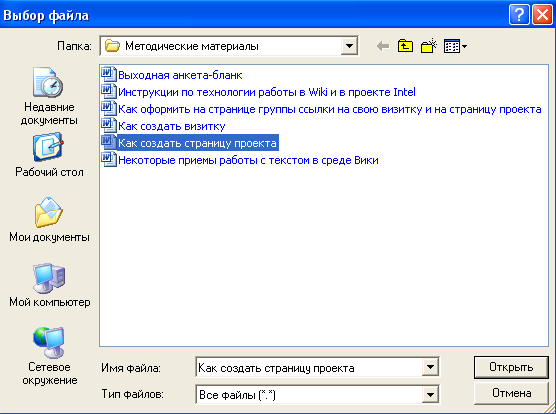 Выбор файла
Папка:
Методические материалы
Недавние
документы
Рабочий стол
Мои документы
Мой компьютер
Сетевое
окружение
Выходная анкета-бланк
Инструкции по технологии работы в Wiki и в проекте Intel
Как оформить на странице группы ссылки на свою визитку и на страницу проекта
Как создать визитку
Как создать страницу проекта
Некоторые приемы работы с текстом в среде Вики
Имя файла:
Как создать страницу проекта
Открыть
Тип файлов:
Все файлы (*.*)
Отмена